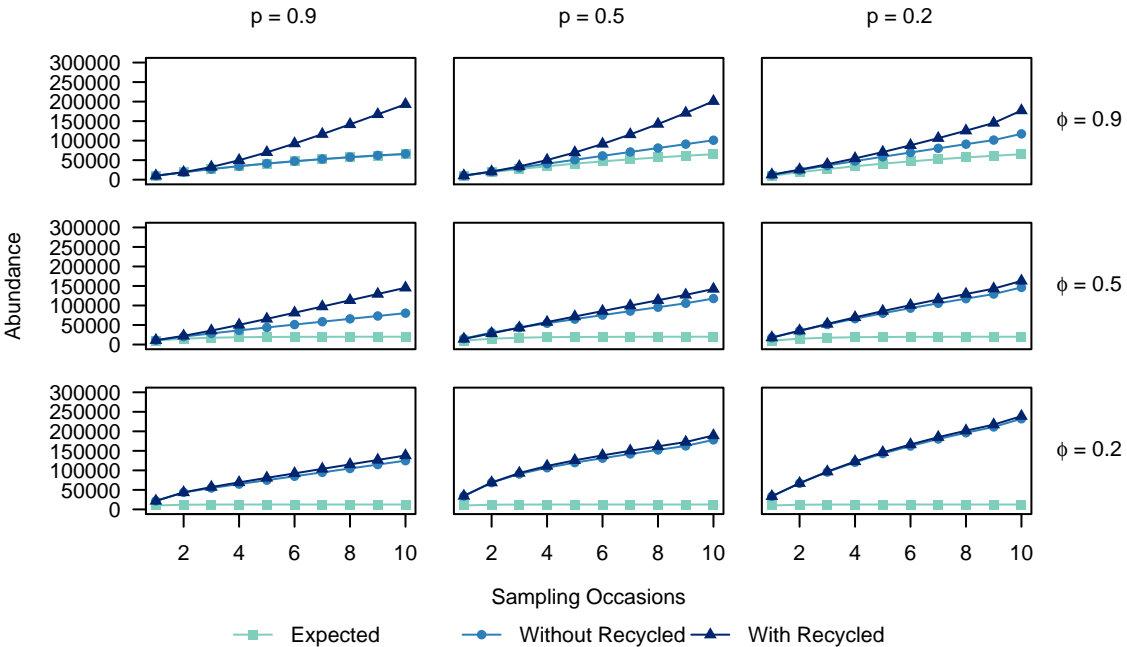 p = 0.9 p = 0.5 p = 0.2
300000
250000
200000
150000
100000
50000
0
ϕ = 0.9
300000
250000
200000
150000
100000
50000
0
ϕ = 0.5
300000
250000
200000
150000
100000
50000
0
ϕ = 0.2
Abundance
2 4 6 8 10 2 4 6 8 10 2 4 6 8 10
Sampling Occasions
Expected Without Recycled With Recycled